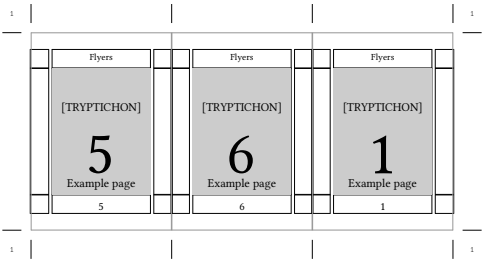 1 1
Flyers Flyers Flyers
[TRYPTICHON] [TRYPTICHON] [TRYPTICHON]
5 6 1
Example page Example page Example page
5 6 1
1 1